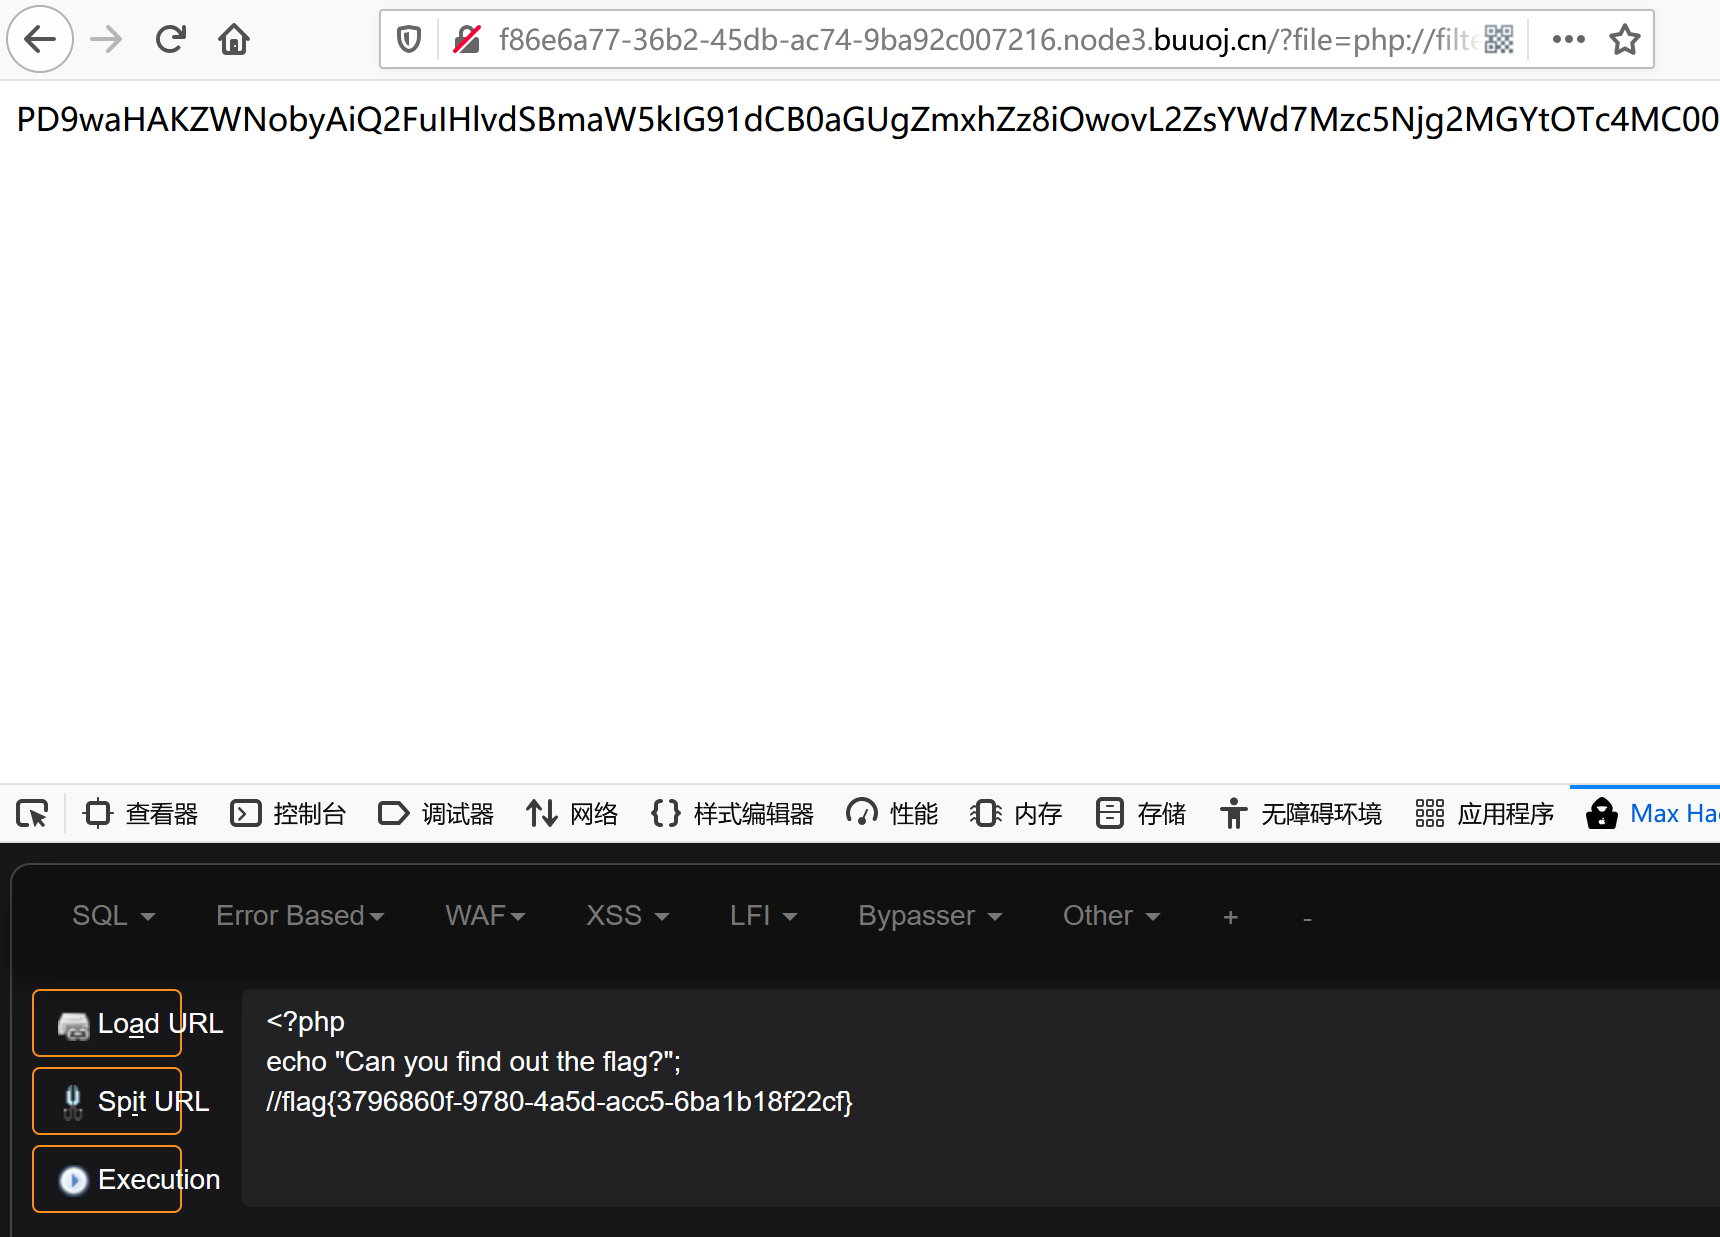 f86e6a77-36b2-45db-ac74-9ba92c007216.node3.buuoj.cn/?file=php://filte
PD9waHAKZWNobyAiQ2FuIHlvdSBmaW5kIG91dCB0aGUgZmxhZz8iOwovL2ZsYWd7Mzc5Njg2MGYtOTc4MC00
查看器 控制台 调试器 网络 样式编辑器 性能 内存 存储 无障碍环境 应用程序 Max Ha
SQL Error Based WAF XSS LFI Bypasser Other + -
Load URL
Spit URL
Execution
<?php
echo "Can you find out the flag?";
//flag{3796860f-9780-4a5d-acc5-6ba1b18f22cf}